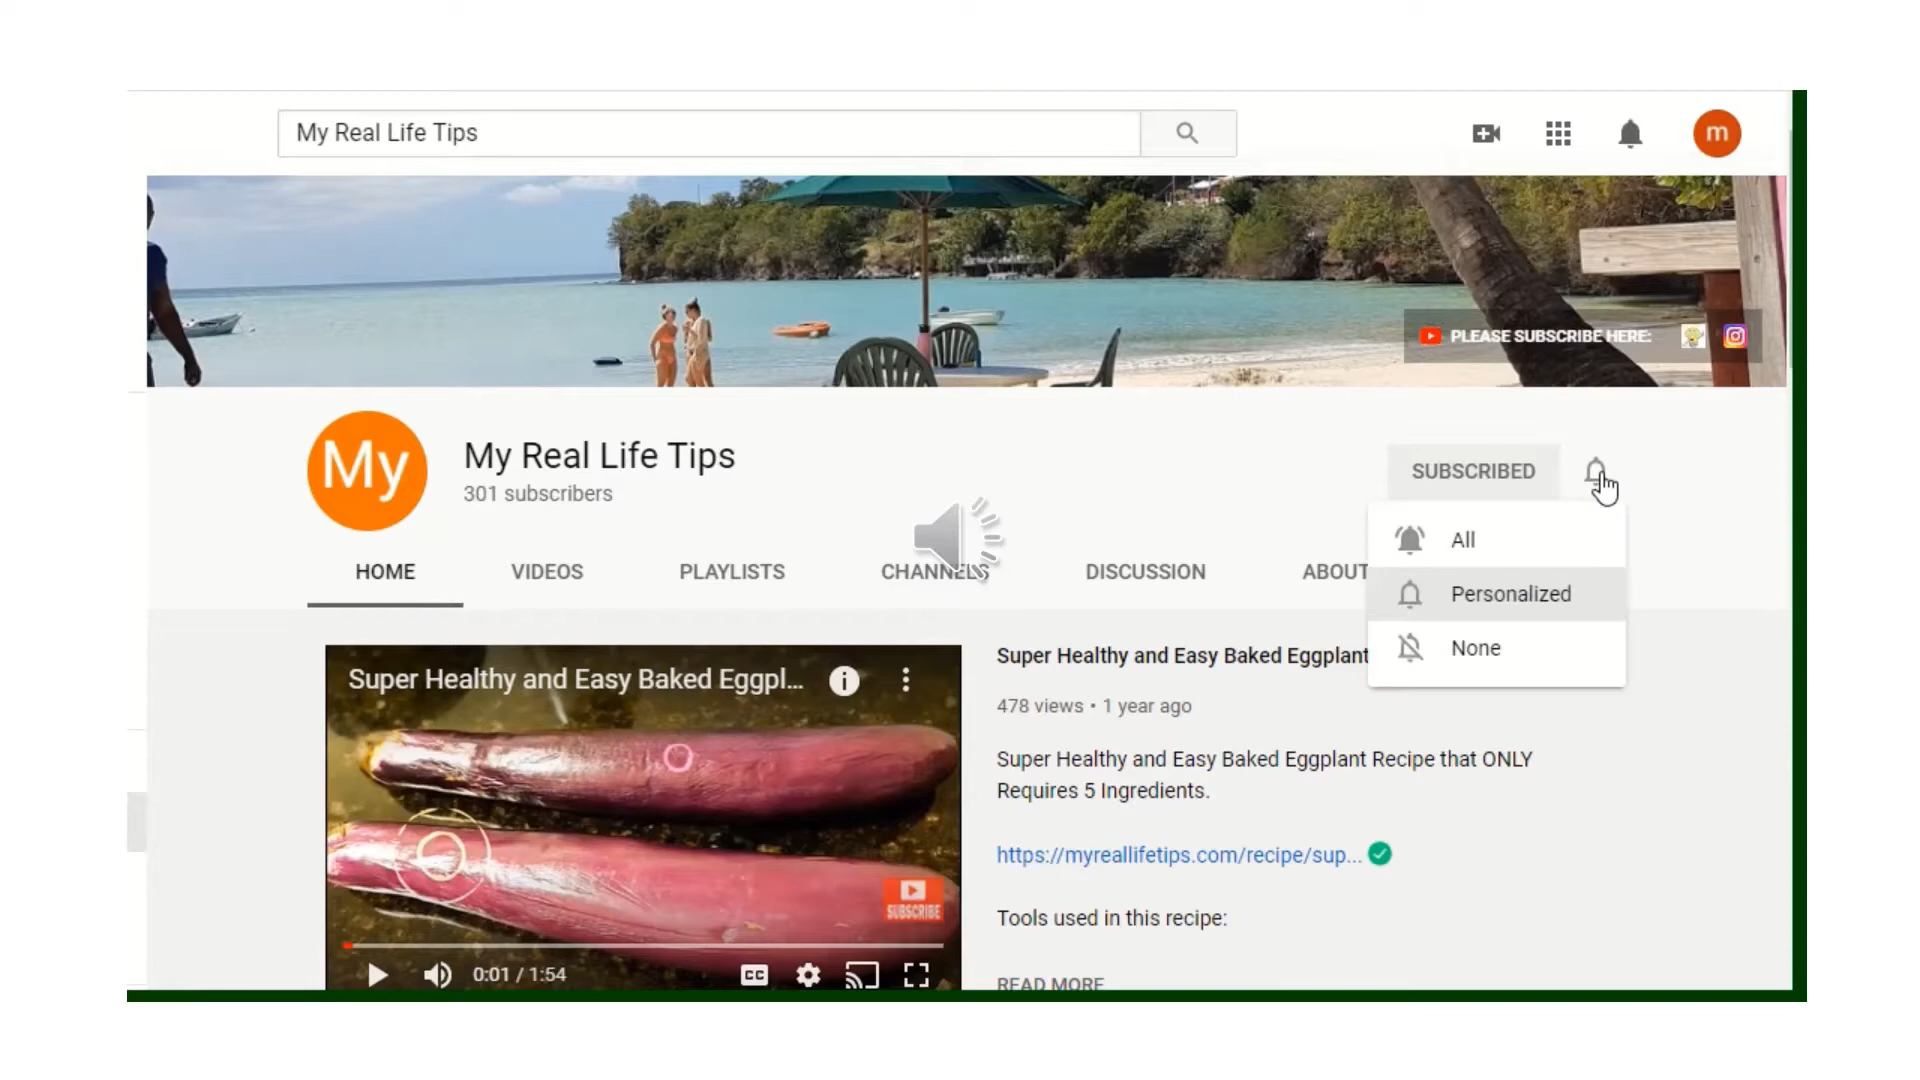 My Real Life Tips
m
PLEASE SUBSCRIBE HERE:
My
My Real Life Tips
301 subscribers
SUBSCRIBED
All
Personalized
None
HOME
VIDEOS
PLAYLISTS
CHANNELS
DISCUSSION
ABOUT
Super Healthy and Easy Baked Eggpl...
SUBSCRIBE
0:01 / 1:54
CC
Super Healthy and Easy Baked Eggplant
478 views • 1 year ago
Super Healthy and Easy Baked Eggplant Recipe that ONLY
Requires 5 Ingredients.
https://myreallifetips.com/recipe/sup...
Tools used in this recipe:
READ MORE